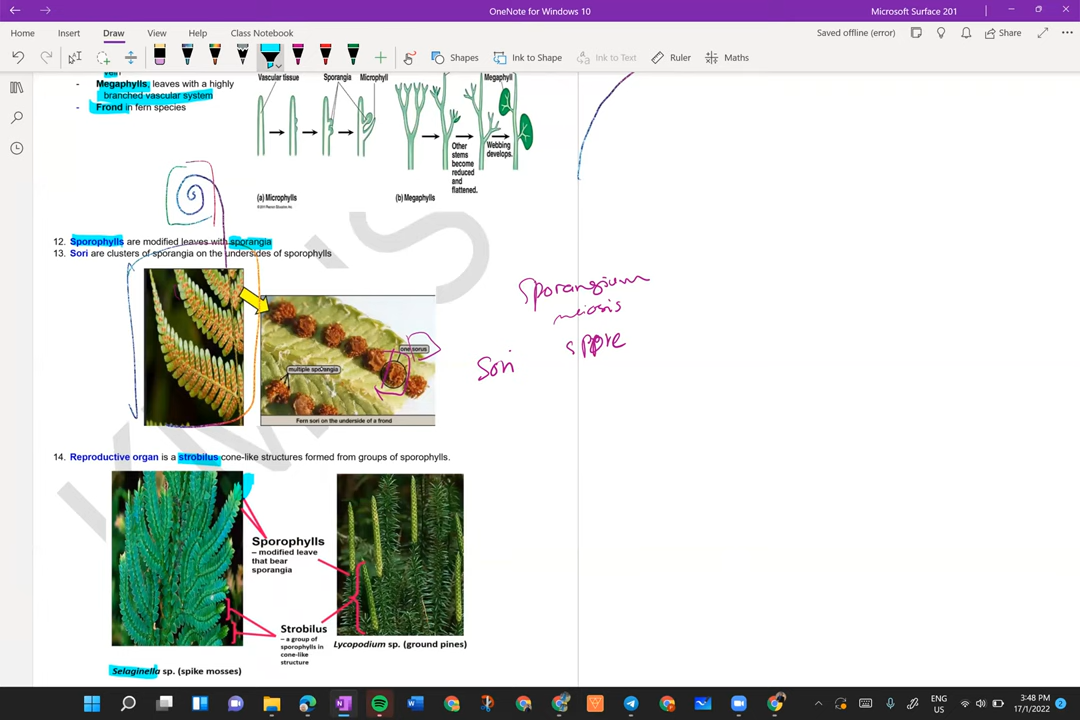 OneNote for Windows 10
Microsoft Surface 201
Home Insert Draw View Help Class Notebook
Saved offline (error)
Share
Shapes
Ink to Shape
Ink to Text
Ruler
Maths
vein
- Megaphylls, leaves with a highly
branched vascular system
- Frond in fern species
Vascular tissue
Sporangia
Microphyll
Megaphyll
Other
stems
become
reduced
and
flattened.
Webbing
develops.
(a) Microphylls
(b) Megaphylls
12. Sporophylls are modified leaves with sporangia
13. Sori are clusters of sporangia on the undersides of sporophylls
one sorus
multiple sporangia
Fern sori on the underside of a frond
Sporangium
meiosis
spore
Sori
KMS
14. Reproductive organ is a strobilus cone-like structures formed from groups of sporophylls.
Sporophylls
– modified leave
that bear
sporangia
Strobilus
– a group of
sporophylls in
cone-like
structure
Selaginella sp. (spike mosses)
Lycopodium sp. (ground pines)
ENG
US
3:48 PM
17/1/2022
2